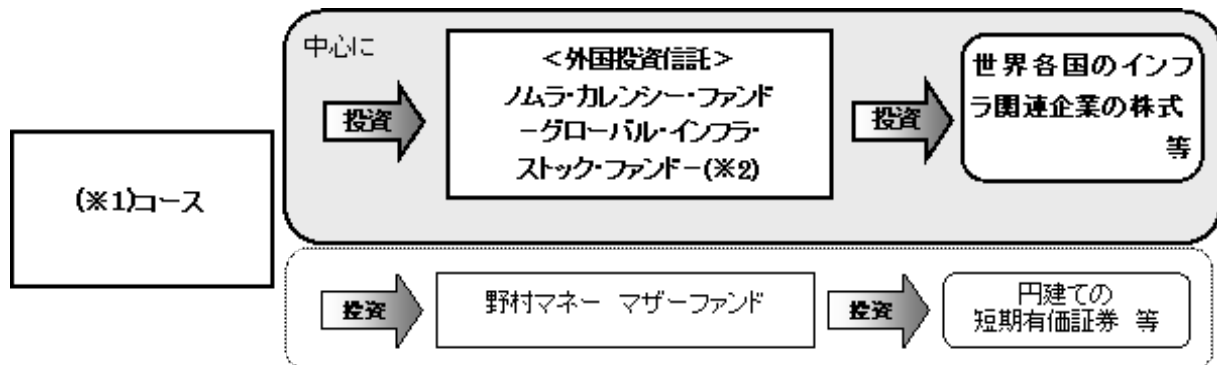 (※1)コース
中心に
投資
＜外国投資信託＞
ノムラ・カレンシー・ファンド
－グローバル・インフラ・
ストック・ファンド－(※2)
投資
世界各国のインフ
ラ関連企業の株式
等
投資
野村マネー マザーファンド
投資
円建ての
短期有価証券 等